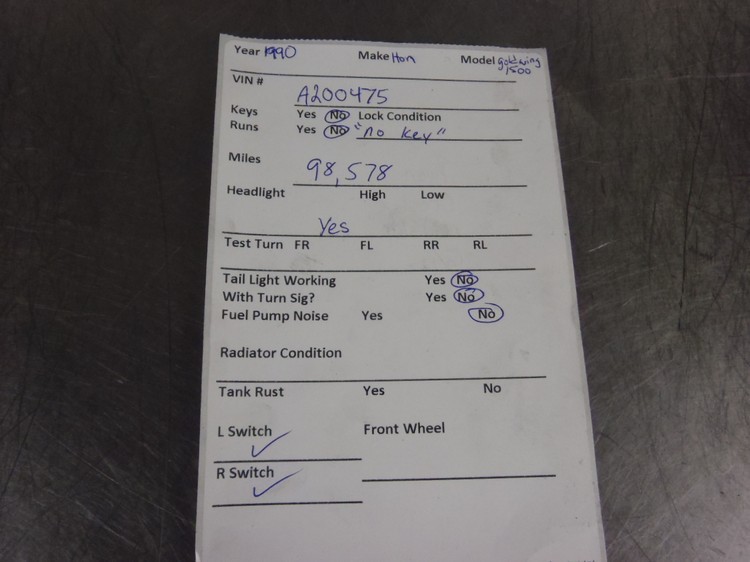 Year 1990 Make Hon Model goldwing
1500
VIN #
A200475
Keys Yes No Lock Condition
Runs Yes No "no key"
Miles 98,578
Headlight High Low
Yes
Test Turn FR FL RR RL
Tail Light Working Yes No
With Turn Sig? Yes No
Fuel Pump Noise Yes No
Radiator Condition
Tank Rust Yes No
L Switch Front Wheel
R Switch